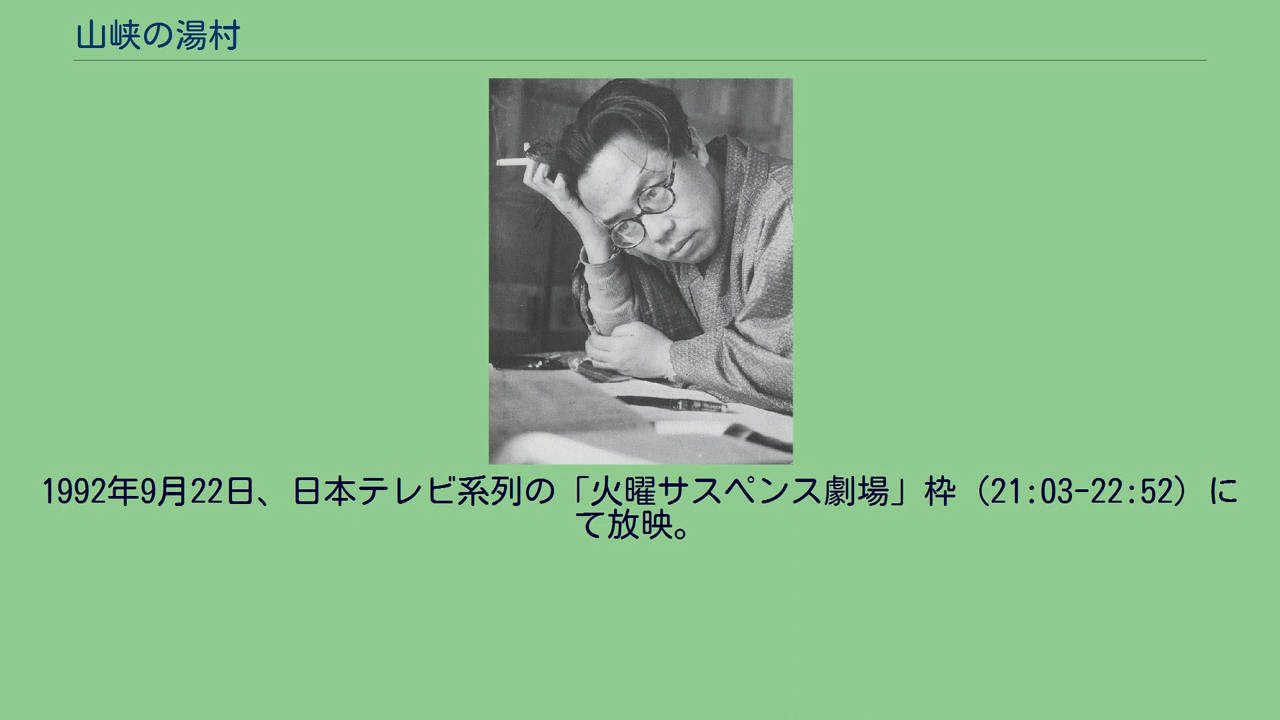 山峡の湯村
1992年9月22日、日本テレビ系列の「火曜サスペンス劇場」枠（21:03-22:52）に
て放映。